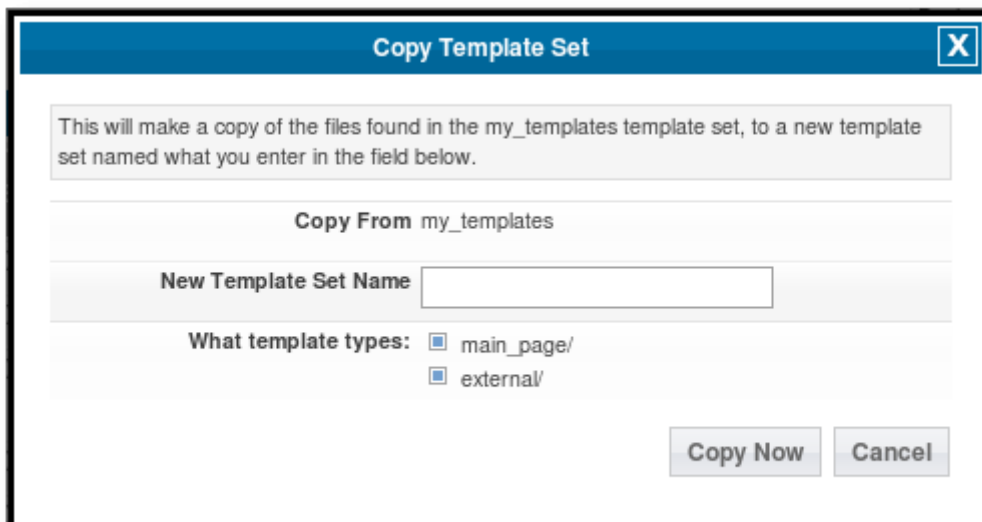 Copy Template Set
X
This will make a copy of the files found in the my_templates template set, to a new template
set named what you enter in the field below.
Copy From my_templates
New Template Set Name
What template types: main_page/
external/
Copy Now Cancel